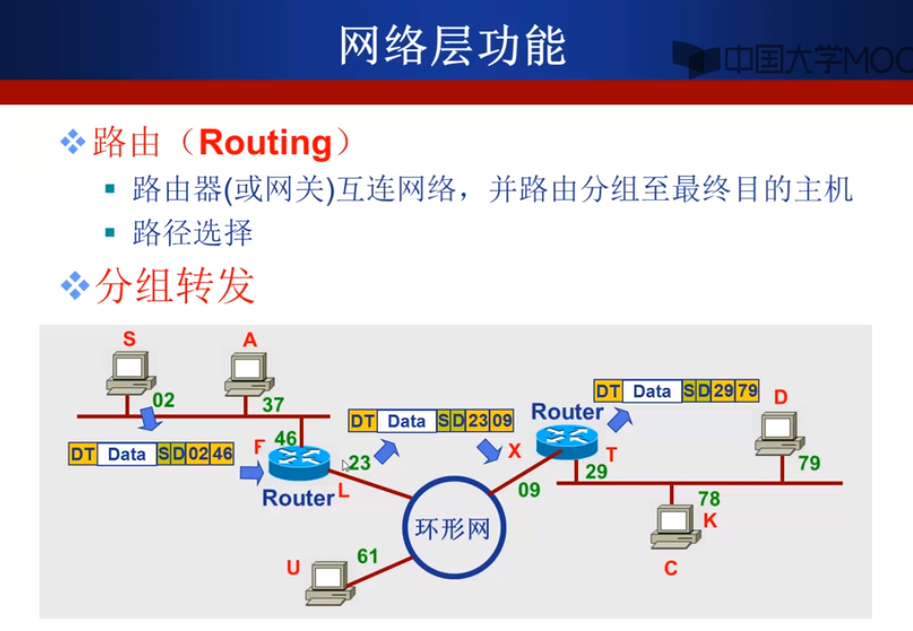 网络层功能
中国大学MOO
路由（Routing）
路由器(或网关)互连网络，并路由分组至最终目的主机
路径选择
分组转发
S
A
02
37
DT Data S D 02 46
F
46
Router
L
23
DT Data S D 23 09
X
Router
DT Data S D 29 79
D
T
29
79
09
78
K
C
环形网
U
61